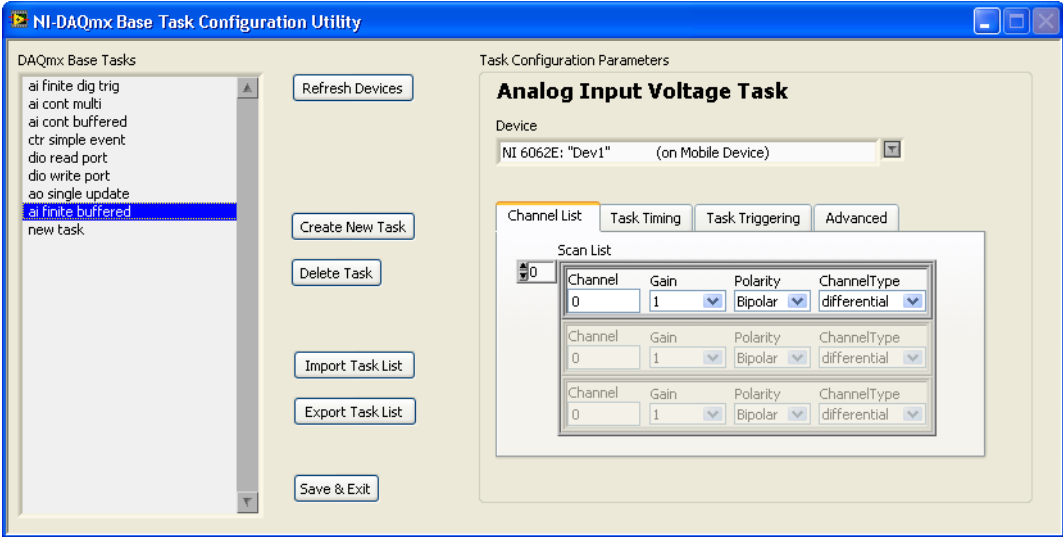 NI-DAQmx Base Task Configuration Utility
DAQmx Base Tasks
ai finite dig trig
ai cont multi
ai cont buffered
ctr simple event
dio read port
dio write port
ao single update
ai finite buffered
new task
Refresh Devices
Create New Task
Delete Task
Import Task List
Export Task List
Save & Exit
Task Configuration Parameters
Analog Input Voltage Task
Device
NI 6062E: "Dev1" (on Mobile Device)
Channel List Task Timing Task Triggering Advanced
Scan List
0
Channel Gain Polarity ChannelType
0 1 Bipolar differential
Channel Gain Polarity ChannelType
0 1 Bipolar differential
Channel Gain Polarity ChannelType
0 1 Bipolar differential